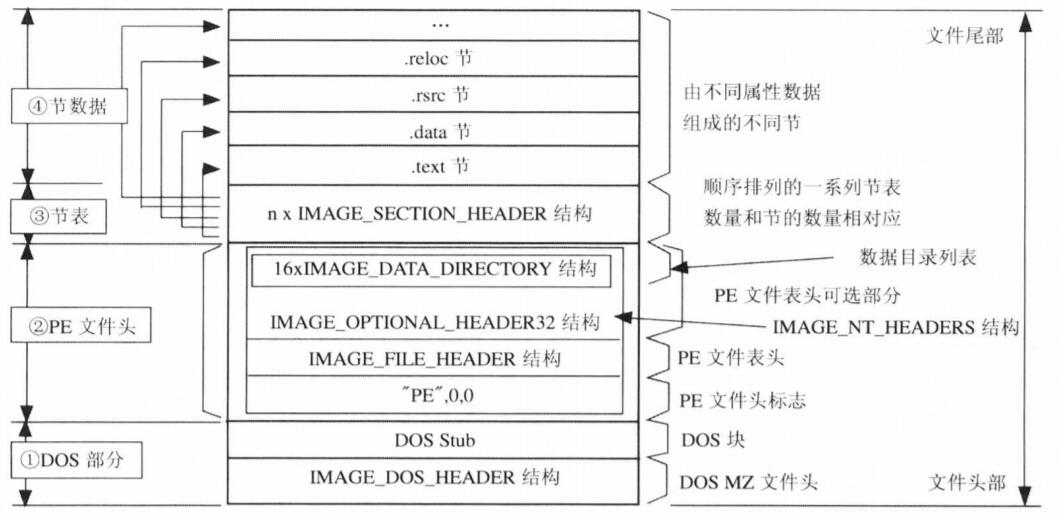 …
文件尾部
.reloc 节
.rsrc 节
④节数据
由不同属性数据
组成的不同节
.data 节
.text 节
③节表
n x IMAGE_SECTION_HEADER 结构
顺序排列的一系列节表
数量和节的数量相对应
16xIMAGE_DATA_DIRECTORY 结构
数据目录列表
PE 文件表头可选部分
②PE 文件头
IMAGE_OPTIONAL_HEADER32 结构
IMAGE_NT_HEADERS 结构
IMAGE_FILE_HEADER 结构
PE 文件表头
"PE",0,0
PE 文件头标志
DOS Stub
DOS 块
①DOS 部分
IMAGE_DOS_HEADER 结构
DOS MZ 文件头
文件头部